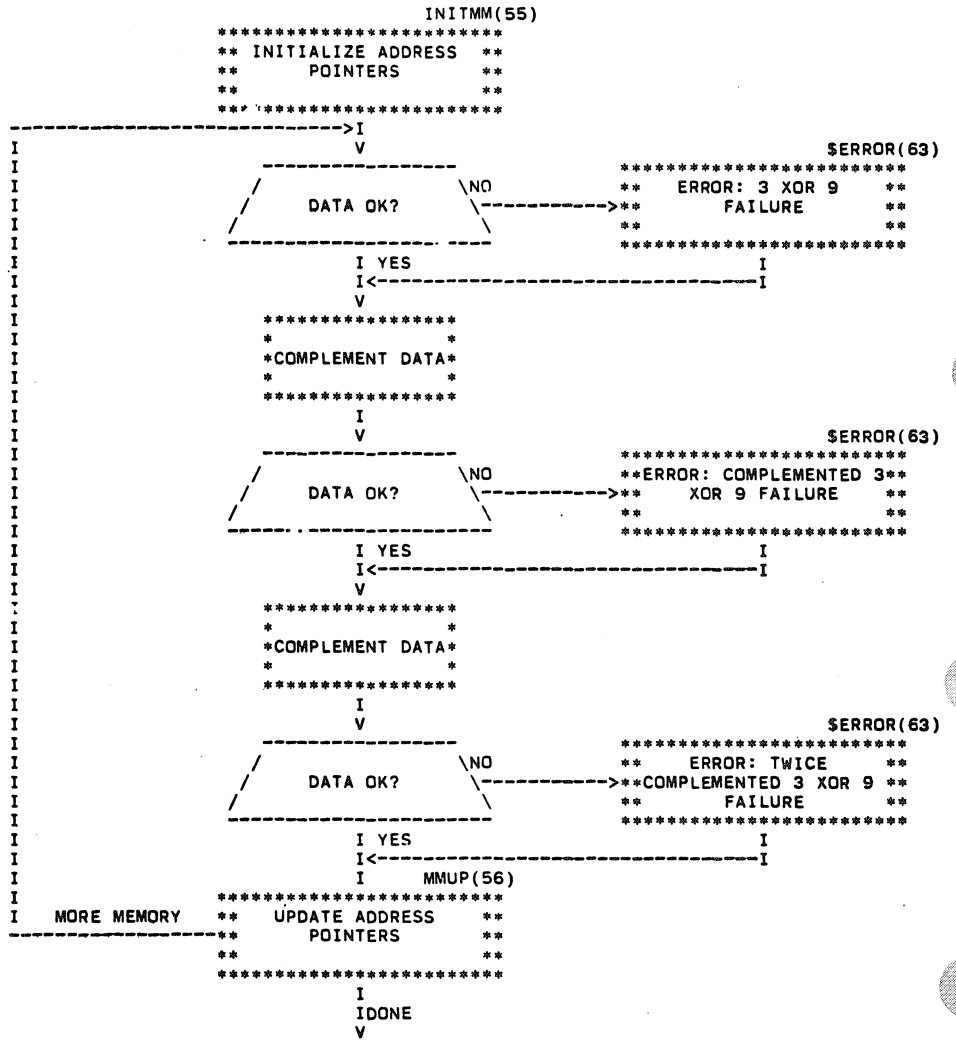 INITMM(55)
INITIALIZE ADDRESS
POINTERS
$ERROR(63)
DATA OK?
NO
ERROR: 3 XOR 9
FAILURE
YES
COMPLEMENT DATA
$ERROR(63)
DATA OK?
NO
ERROR: COMPLEMENTED 3
XOR 9 FAILURE
YES
COMPLEMENT DATA
$ERROR(63)
DATA OK?
NO
ERROR: TWICE
COMPLEMENTED 3 XOR 9
FAILURE
YES
MMUP(56)
MORE MEMORY
UPDATE ADDRESS
POINTERS
DONE